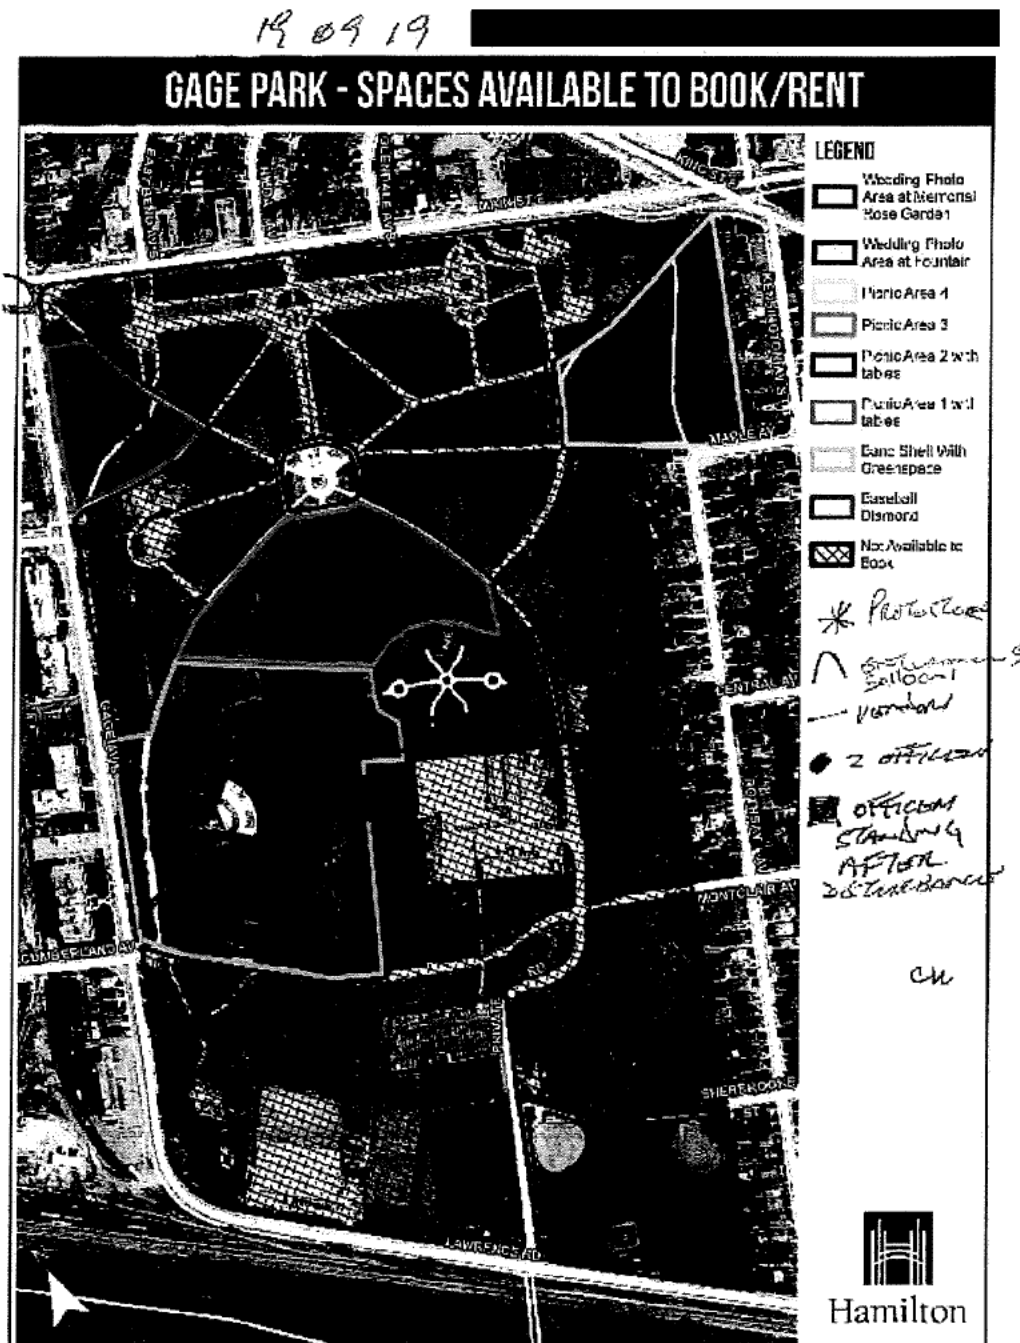 19 09 19
GAGE PARK - SPACES AVAILABLE TO BOOK/RENT
LEGEND
Wedding Photo
Area at Memorial
Rose Garden
Wedding Photo
Area at Fountain
Picnic Area 4
Picnic Area 3
Picnic Area 2 with
tables
Picnic Area 1 with
tables
Band Shell With
Greenspace
Baseball
Diamond
Not Available to
Book
MAIN ST E
MAPLE AV
CENTRAL AV
GAGE AV S
MONTCLAIR AV
CUMBERLAND AV
PRIVATE
SHERBROOKE
ST
LAWRENCE RD
2 OFFICERS
OFFICERS
STANDING
AFTER
DISTURBANCE
CW
Hamilton